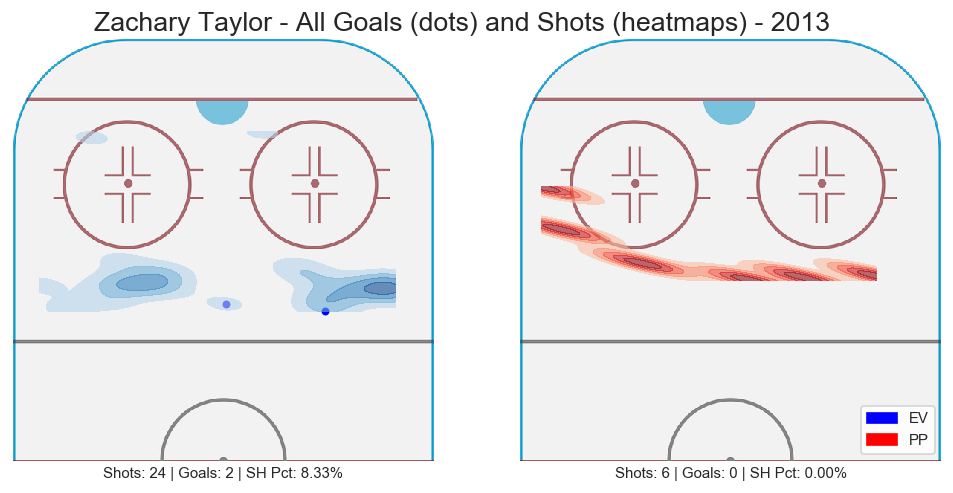 Zachary Taylor - All Goals (dots) and Shots (heatmaps) - 2013
EV
PP
Shots: 24 | Goals: 2 | SH Pct: 8.33%
Shots: 6 | Goals: 0 | SH Pct: 0.00%